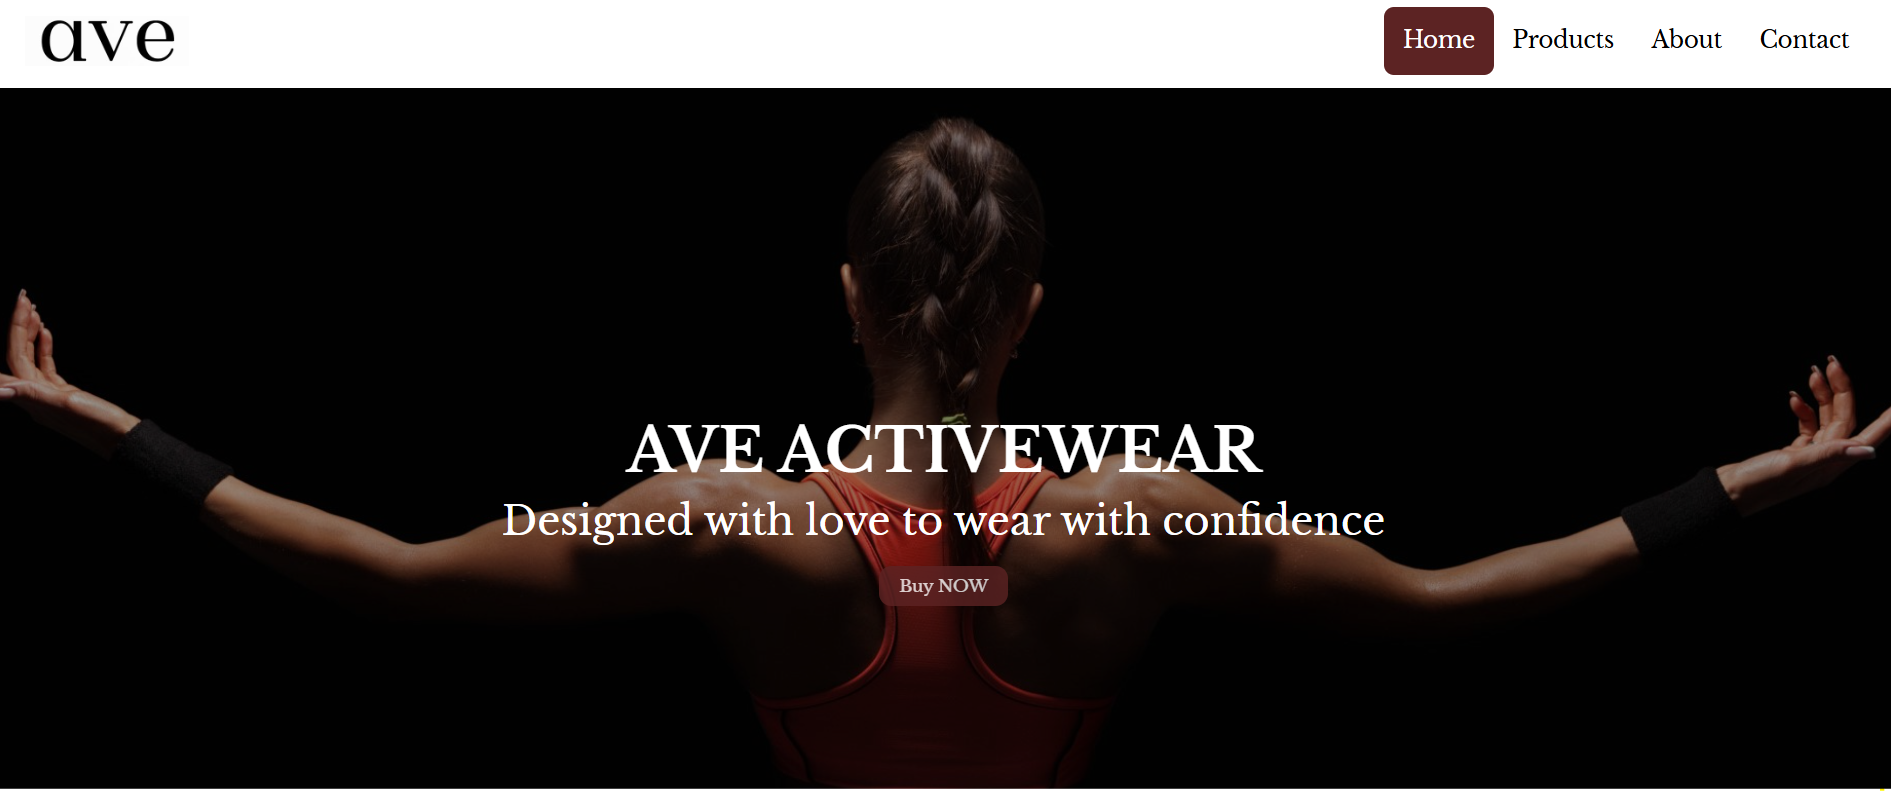 ave
Home Products About Contact
AVE ACTIVEWEAR
Designed with love to wear with confidence
Buy NOW